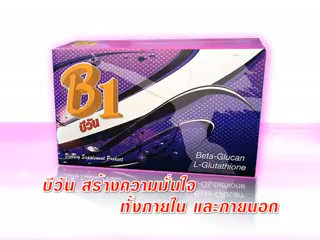 B1
บีวัน
Dietary Supplement Product
Beta-Glucan
L-Glutathione
บีวัน สร้างความมั่นใจ
ทั้งภายใน และภายนอก